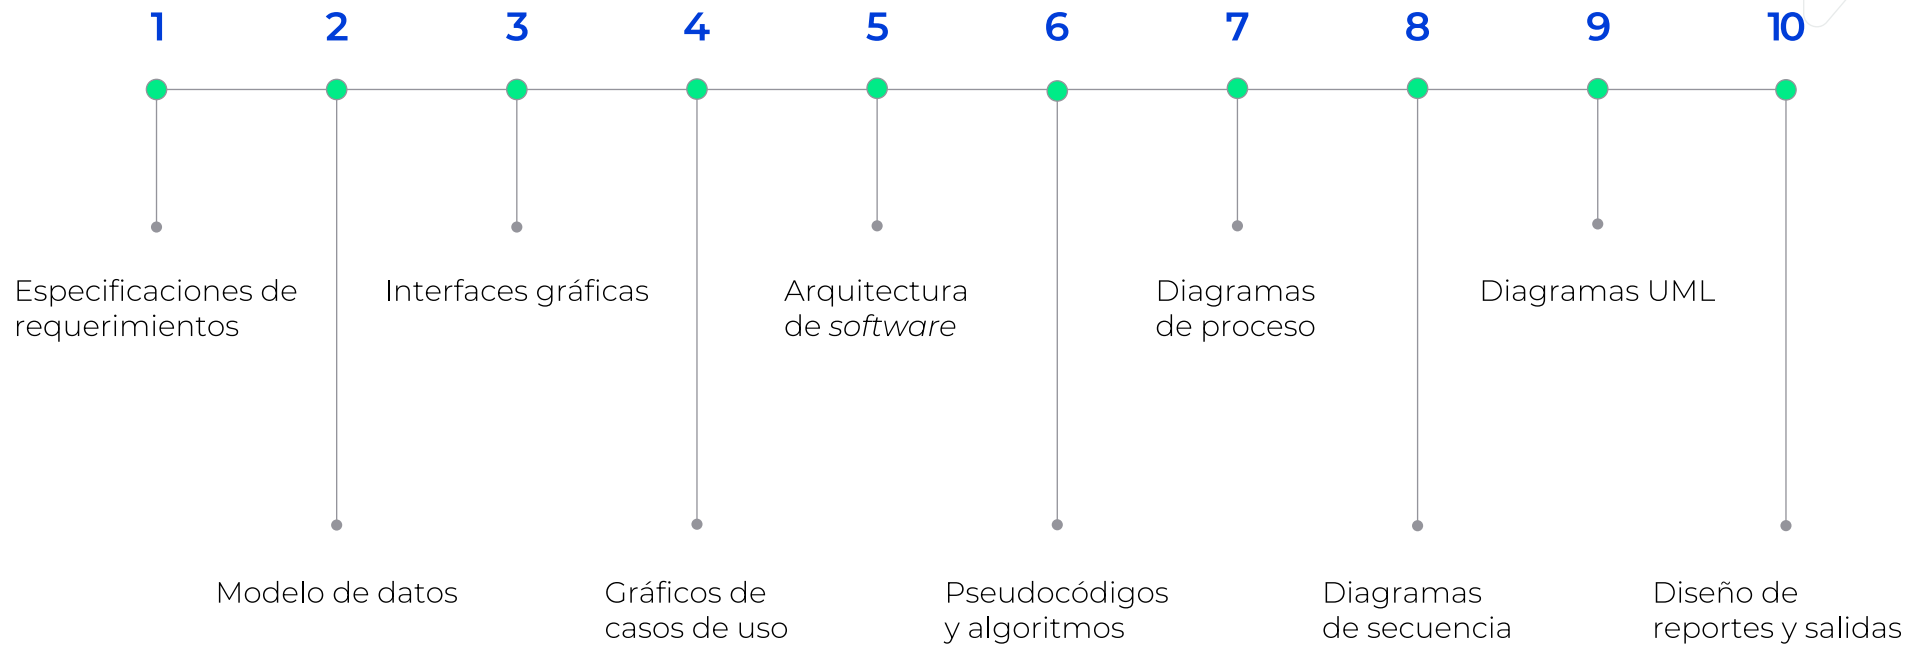 1 2 3 4 5 6 7 8 9 10
Especificaciones de
requerimientos
Interfaces gráficas
Arquitectura
de software
Diagramas
de proceso
Diagramas UML
Modelo de datos
Gráficos de
casos de uso
Pseudocódigos
y algoritmos
Diagramas
de secuencia
Diseño de
reportes y salidas